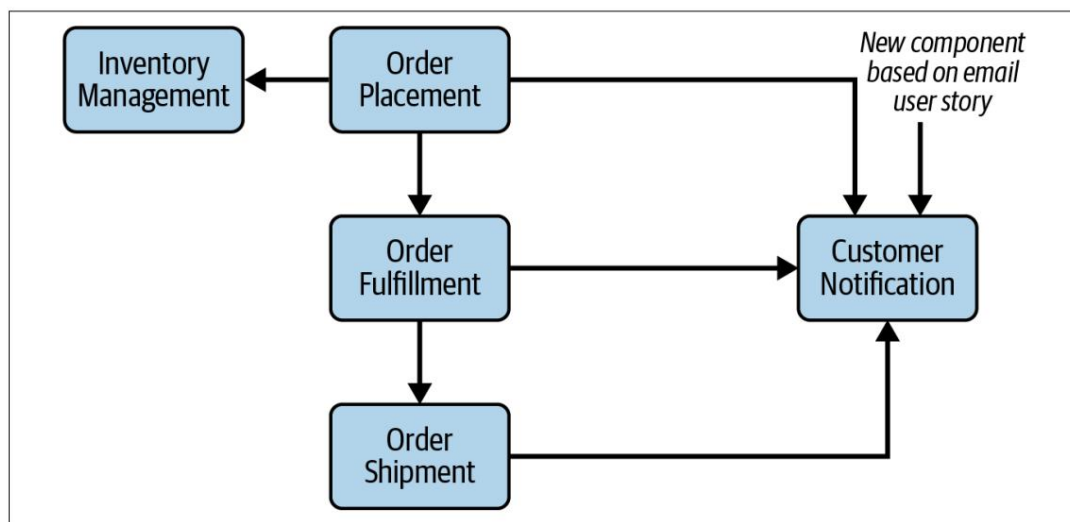 Inventory
Management
Order
Placement
New component
based on email
user story
Order
Fulfillment
Customer
Notification
Order
Shipment